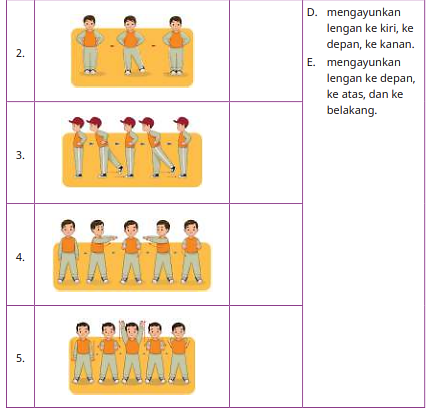 2.
3.
4.
5.
D. mengayunkan
lengan ke kiri, ke
depan, ke kanan.
E. mengayunkan
lengan ke depan,
ke atas, dan ke
belakang.